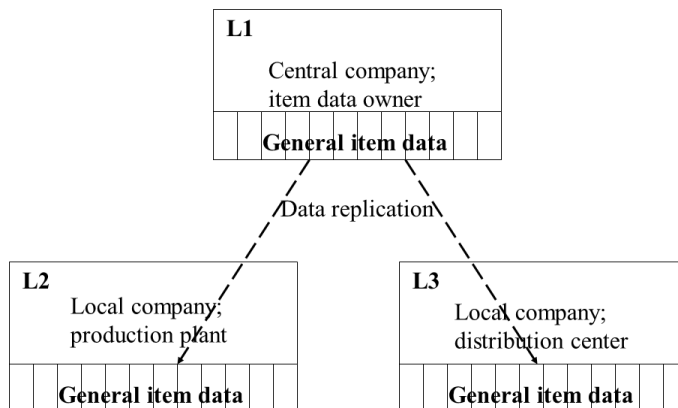 L1
Central company;
item data owner
General item data
Data replication
L2
Local company;
production plant
General item data
L3
Local company;
distribution center
General item data